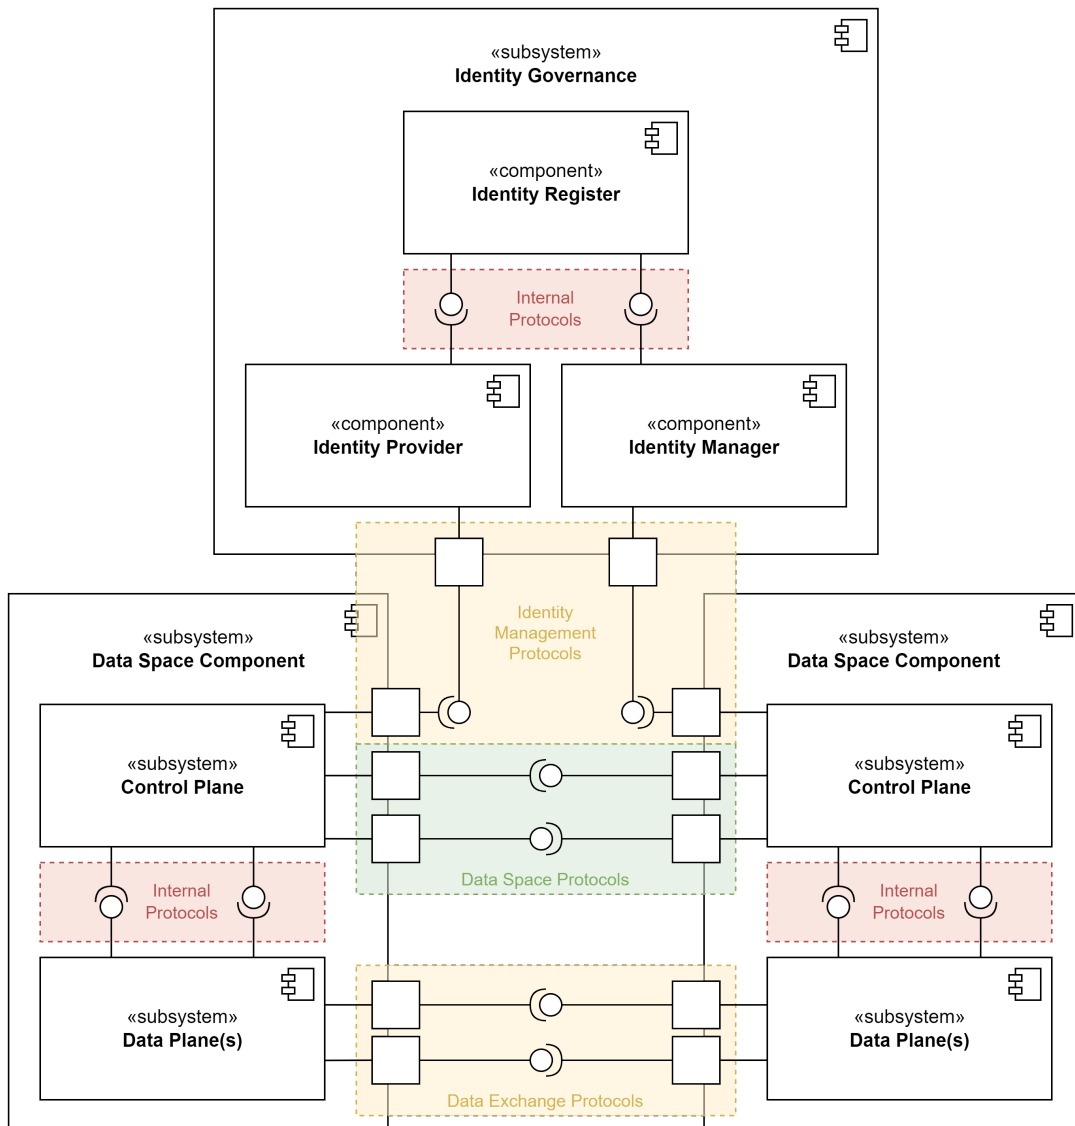 «subsystem»
Identity Governance
«component»
Identity Register
Internal
Protocols
«component»
Identity Provider
«component»
Identity Manager
Identity
Management
Protocols
«subsystem»
Data Space Component
«subsystem»
Data Space Component
«subsystem»
Control Plane
«subsystem»
Control Plane
Data Space Protocols
Internal
Protocols
Internal
Protocols
«subsystem»
Data Plane(s)
«subsystem»
Data Plane(s)
Data Exchange Protocols